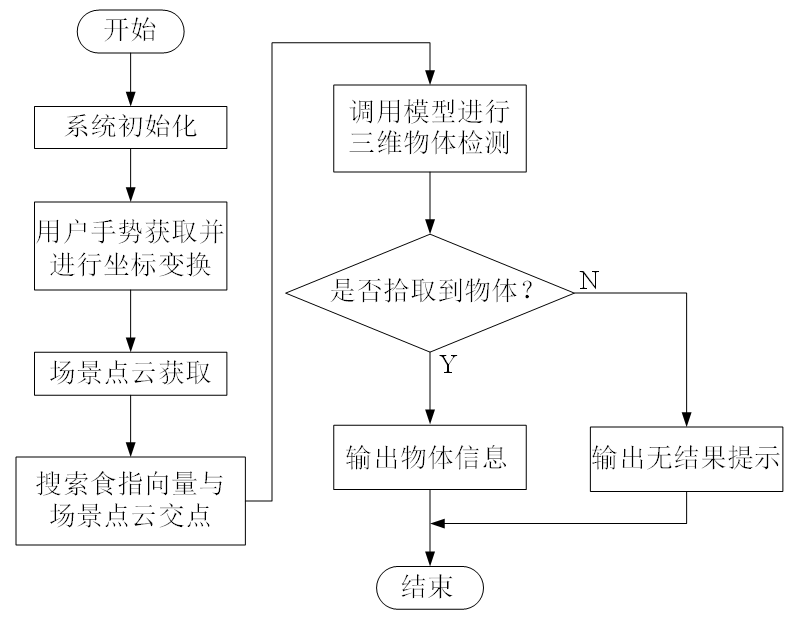 开始
系统初始化
用户手势获取并
进行坐标变换
场景点云获取
搜索食指向量与
场景点云交点
调用模型进行
三维物体检测
是否拾取到物体？
N
Y
输出物体信息
输出无结果提示
结束